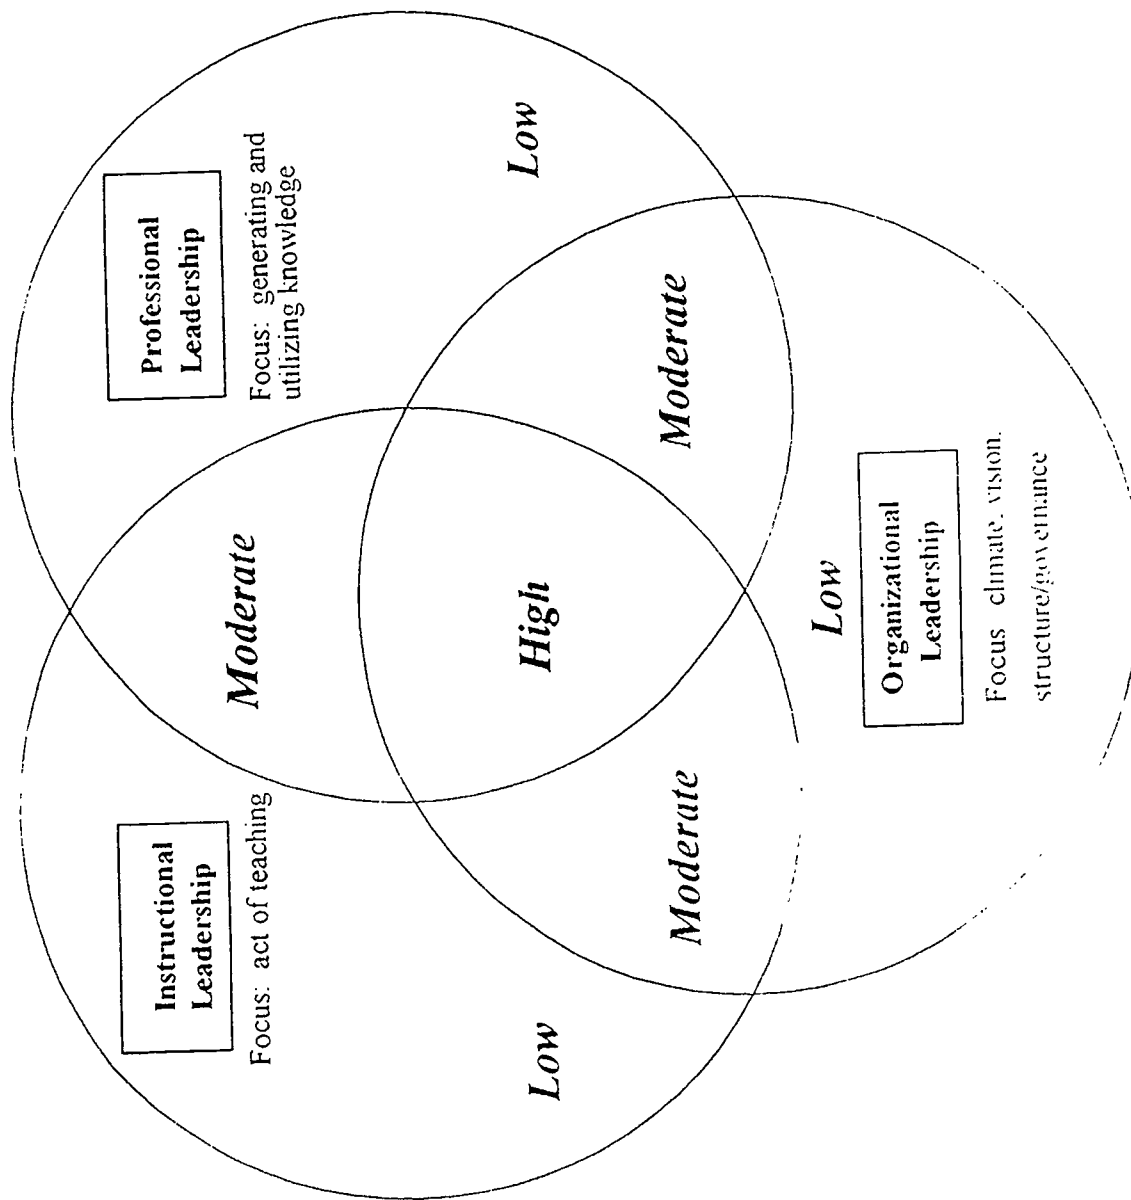 Instructional
Leadership
Focus: act of teaching
Professional
Leadership
Focus: generating and
utilizing knowledge
Moderate
Low
High
Low
Moderate
Moderate
Low
Organizational
Leadership
Focus climate, vision,
structure/governance